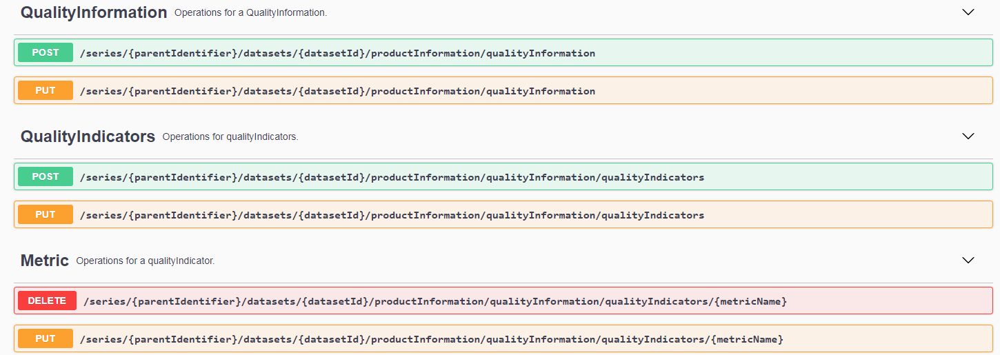 QualityInformation Operations for a QualityInformation.
POST /series/{parentIdentifier}/datasets/{datasetId}/productInformation/qualityInformation
PUT /series/{parentIdentifier}/datasets/{datasetId}/productInformation/qualityInformation
QualityIndicators Operations for qualityIndicators.
POST /series/{parentIdentifier}/datasets/{datasetId}/productInformation/qualityInformation/qualityIndicators
PUT /series/{parentIdentifier}/datasets/{datasetId}/productInformation/qualityInformation/qualityIndicators
Metric Operations for a qualityIndicator.
DELETE /series/{parentIdentifier}/datasets/{datasetId}/productInformation/qualityInformation/qualityIndicators/{metricName}
PUT /series/{parentIdentifier}/datasets/{datasetId}/productInformation/qualityInformation/qualityIndicators/{metricName}